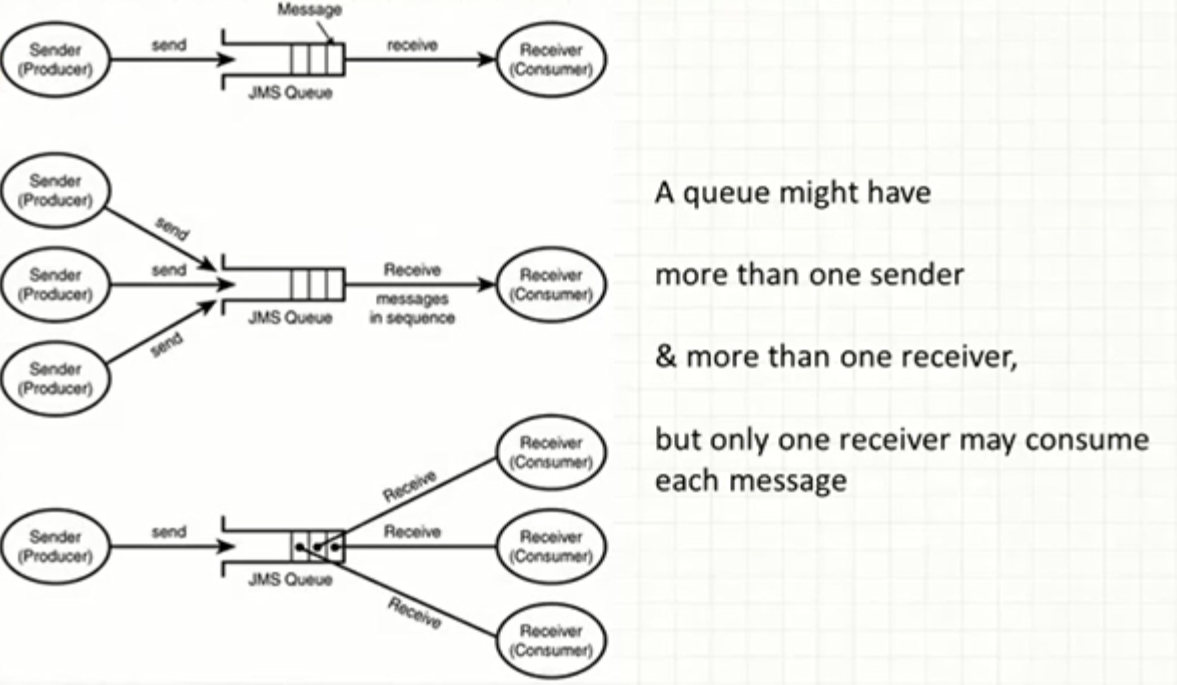 Message
Sender
(Producer)
send
JMS Queue
receive
Receiver
(Consumer)
Sender
(Producer)
send
Sender
(Producer)
send
Sender
(Producer)
send
JMS Queue
Receive
messages
in sequence
Receiver
(Consumer)
Sender
(Producer)
send
JMS Queue
Receive
Receiver
(Consumer)
Receive
Receiver
(Consumer)
Receive
Receiver
(Consumer)
A queue might have
more than one sender
& more than one receiver,
but only one receiver may consume
each message